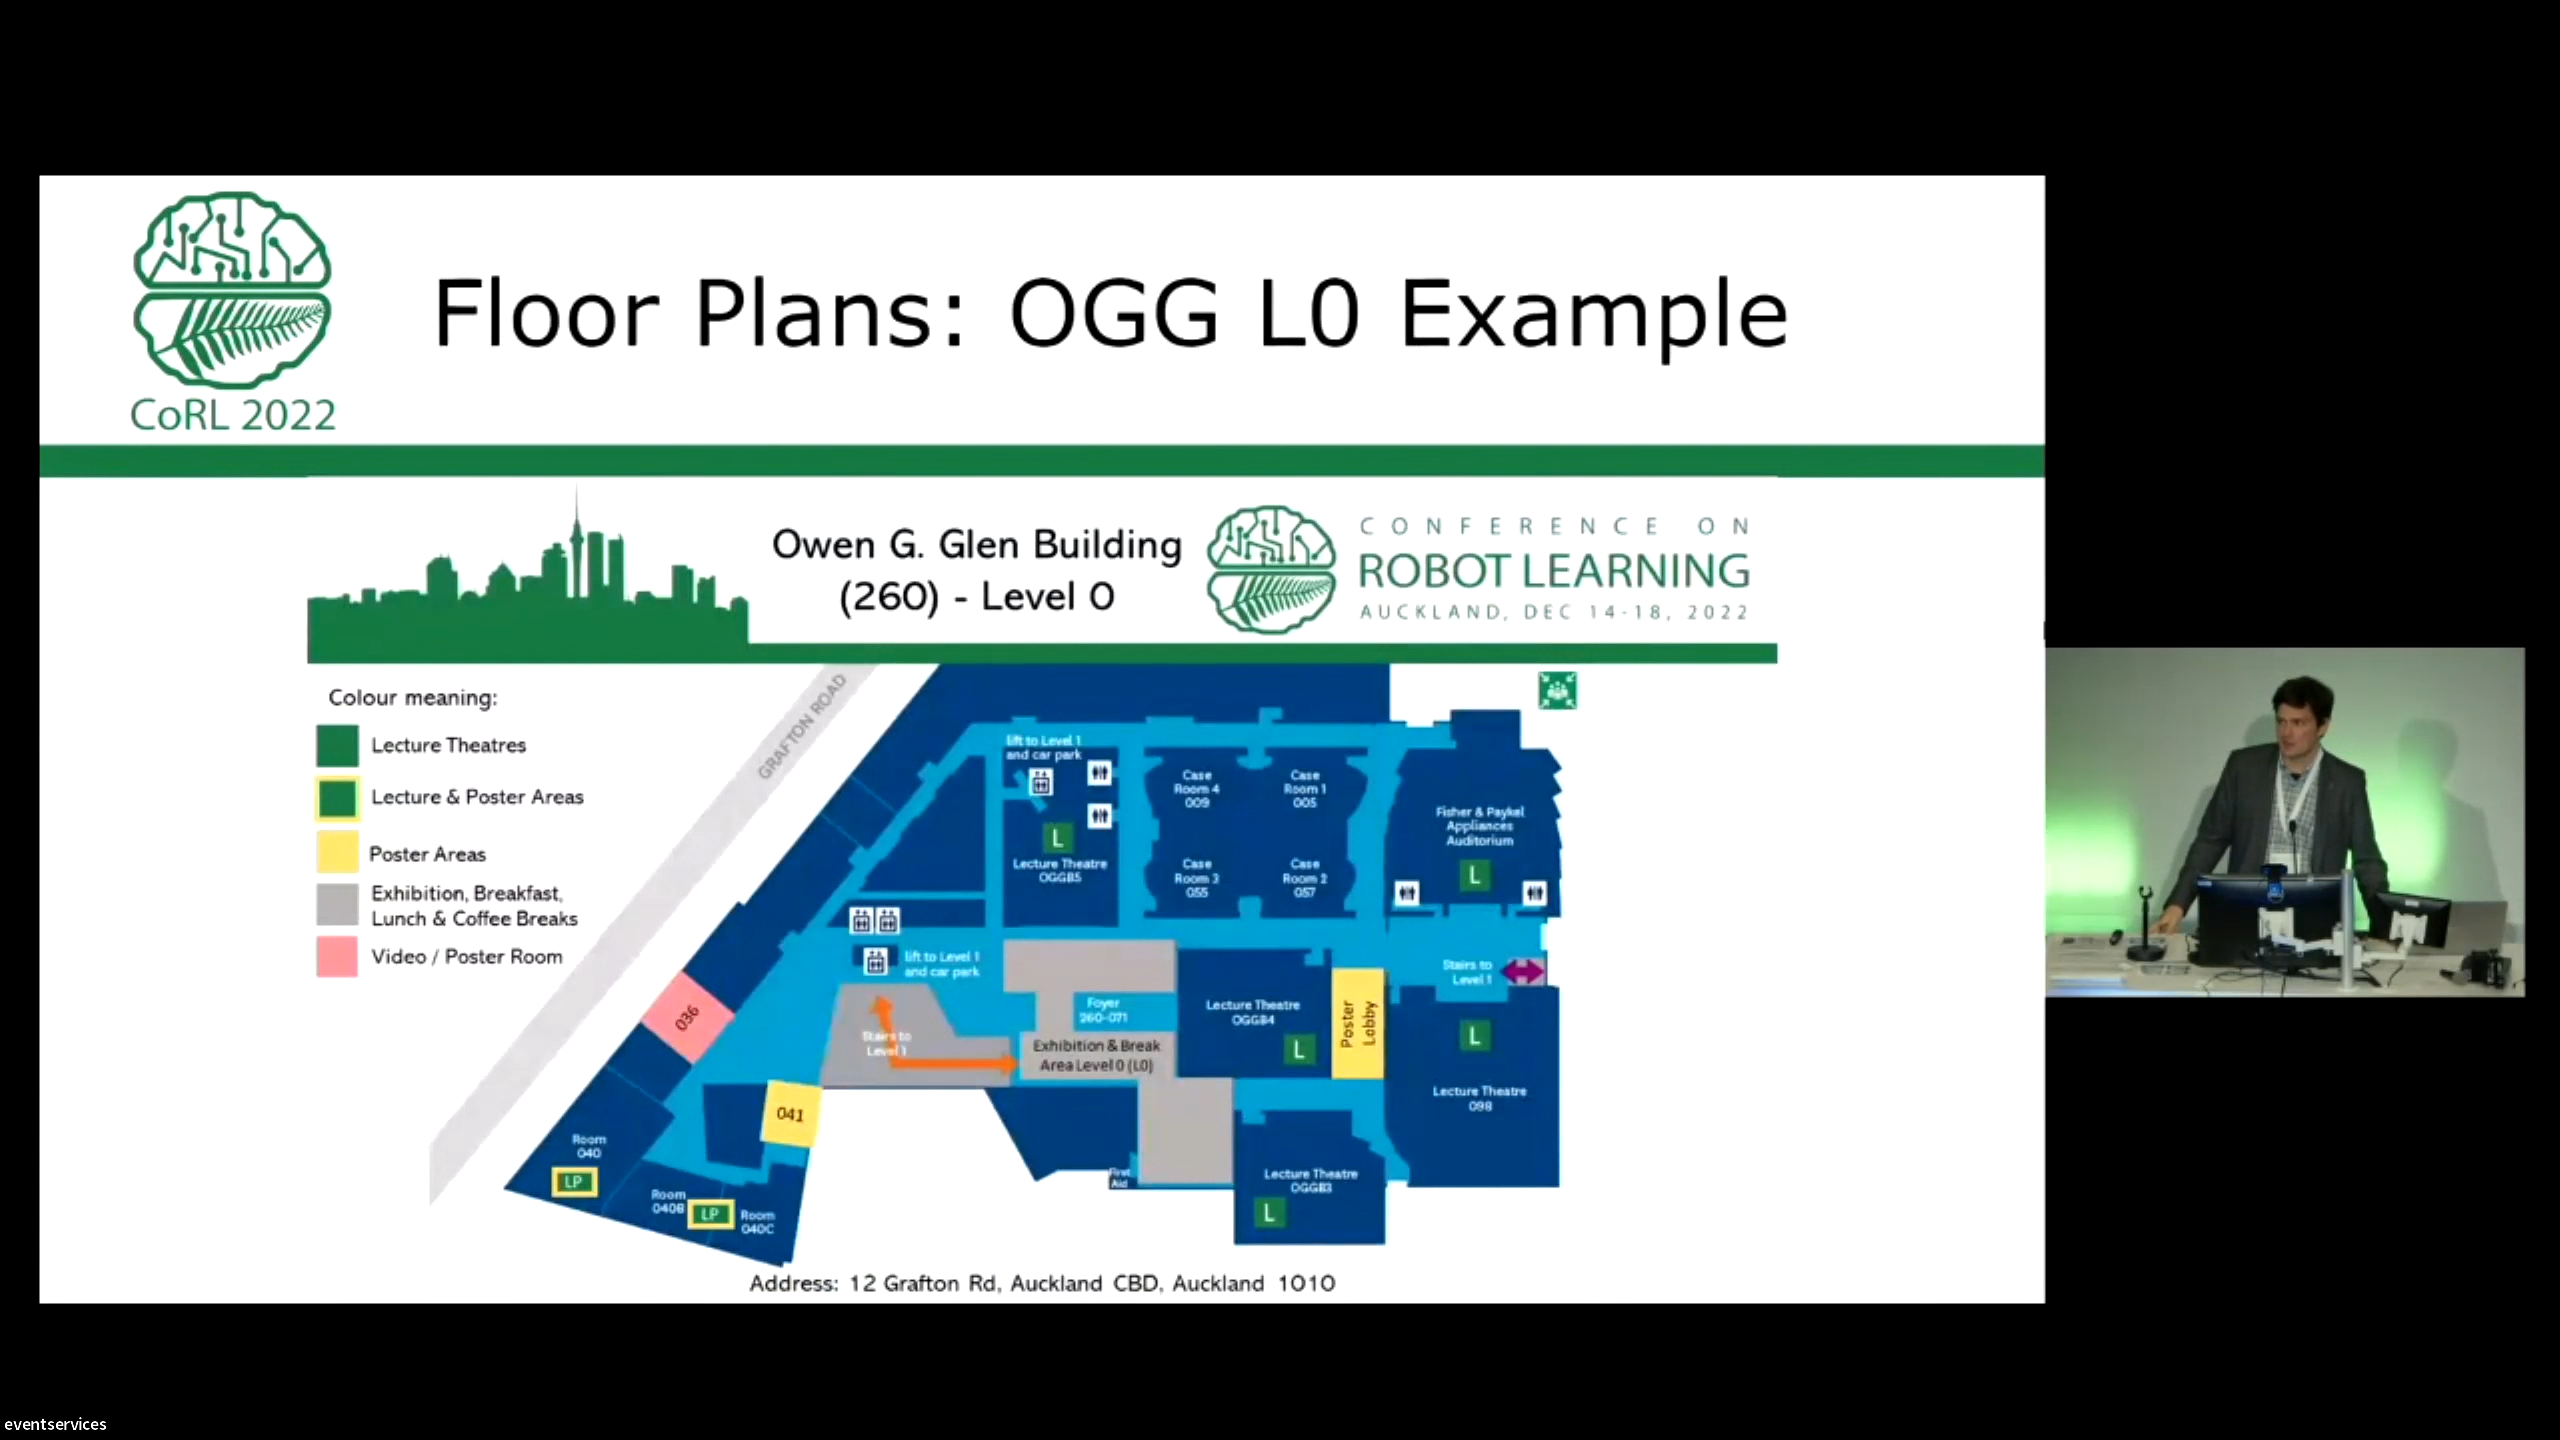 Floor Plans: OGG L0 Example
CoRL 2022
Owen G. Glen Building
(260) - Level 0
CONFERENCE ON
ROBOT LEARNING
AUCKLAND, DEC 14-18, 2022
Colour meaning:
Lecture Theatres
Lecture & Poster Areas
Poster Areas
Exhibition, Breakfast,
Lunch & Coffee Breaks
Video / Poster Room
GRAFTON ROAD
lift to Level 1
and car park
L
Lecture Theatre
OGGB5
Case
Room 4
009
Case
Room 1
005
Case
Room 3
055
Case
Room 2
057
Fisher & Paykel
Appliances
Auditorium
L
lift to Level 1
and car park
Stairs to
Level 1
Foyer
260-071
Exhibition & Break
Area Level 0 (L0)
Lecture Theatre
OGGB4
L
Poster
Lobby
Stairs to
Level 1
L
Lecture Theatre
098
036
041
Room
040
LP
Room
040B
LP
Room
040C
First
Aid
Lecture Theatre
OGGB3
L
Address: 12 Grafton Rd, Auckland CBD, Auckland 1010
eventservices